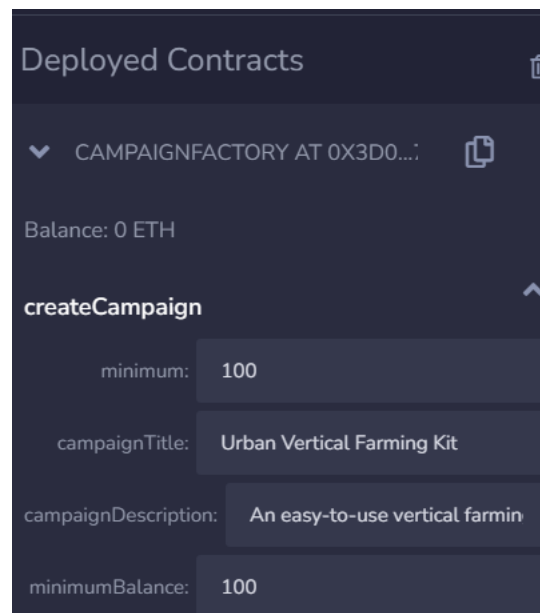 Deployed Contracts
CAMPAIGNFACTORY AT 0X3D0...
Balance: 0 ETH
createCampaign
minimum: 100
campaignTitle: Urban Vertical Farming Kit
campaignDescription: An easy-to-use vertical farmin
minimumBalance: 100